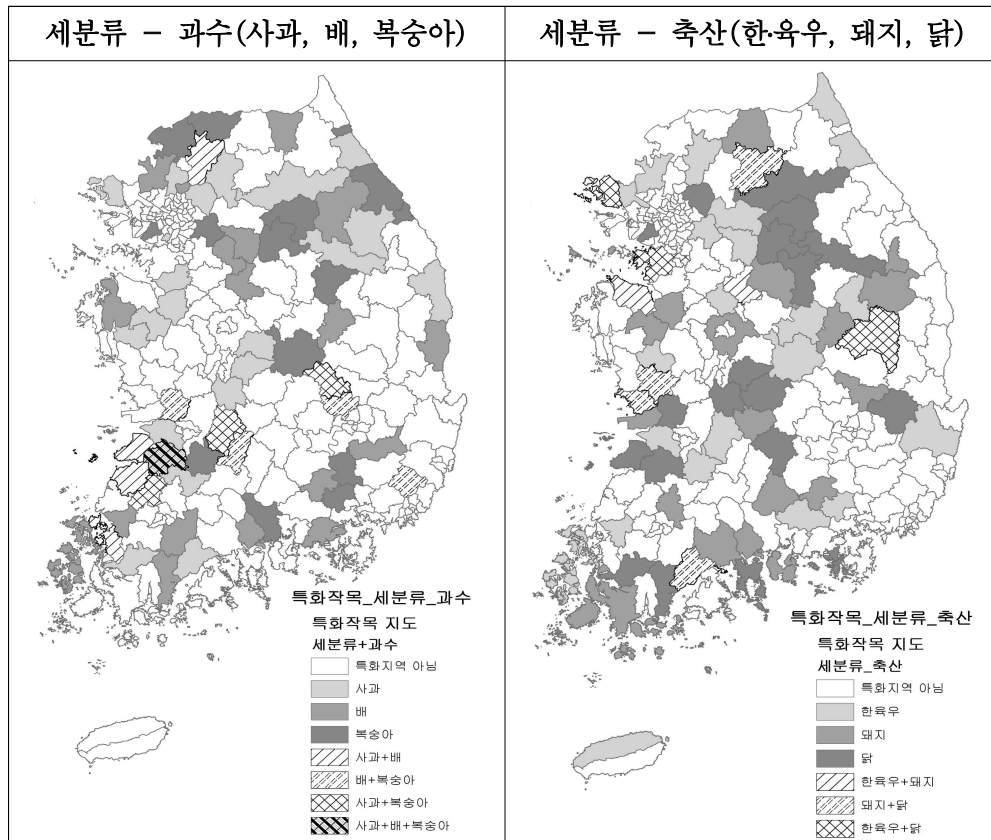 세분류 - 과수(사과, 배, 복숭아)
세분류 - 축산(한·육우, 돼지, 닭)
특화작목_세분류_과수
특화작목 지도
세분류+과수
특화지역 아님
사과
배
복숭아
사과+배
배+복숭아
사과+복숭아
사과+배+복숭아
특화작목_세분류_축산
특화작목 지도
세분류_축산
특화지역 아님
한육우
돼지
닭
한육우+돼지
돼지+닭
한육우+닭